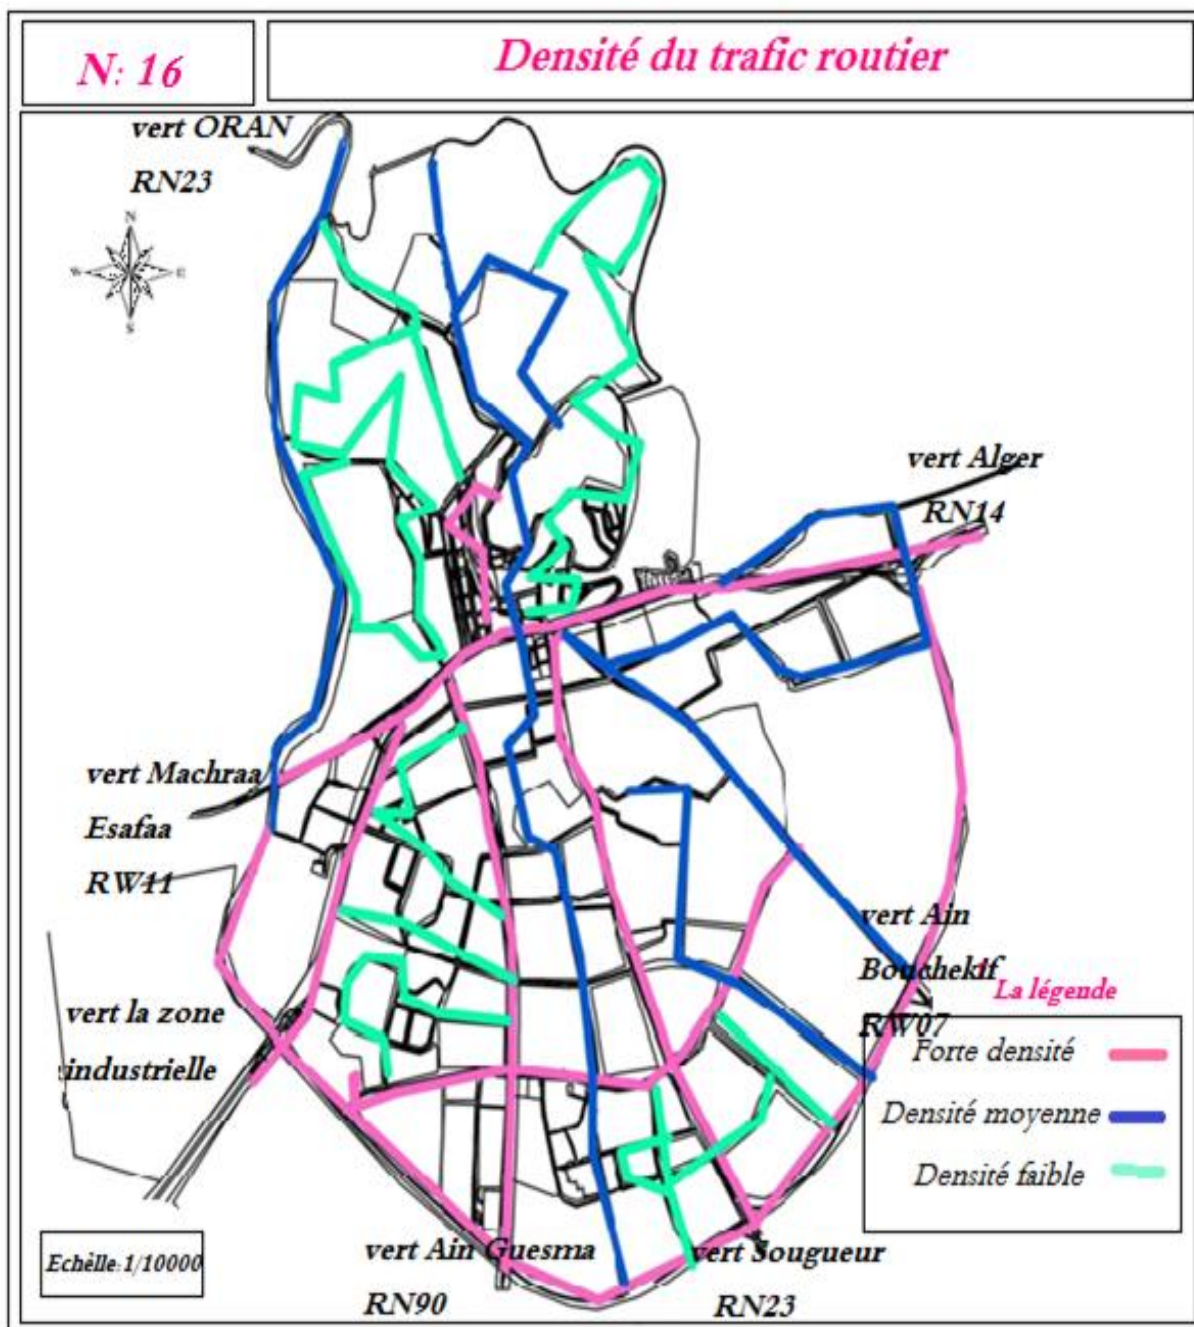 N: 16
Densité du trafic routier
vert ORAN
RN23
N
W
E
S
vert Alger
RN14
vert Machraa
Esafaa
RW11
vert Ain
Bouchekif
RW07
vert la zone
industrielle
La légende
Forte densité
Densité moyenne
Densité faible
Echèlle:1/10000
vert Ain Guesma
RN90
vert Sougueur
RN23